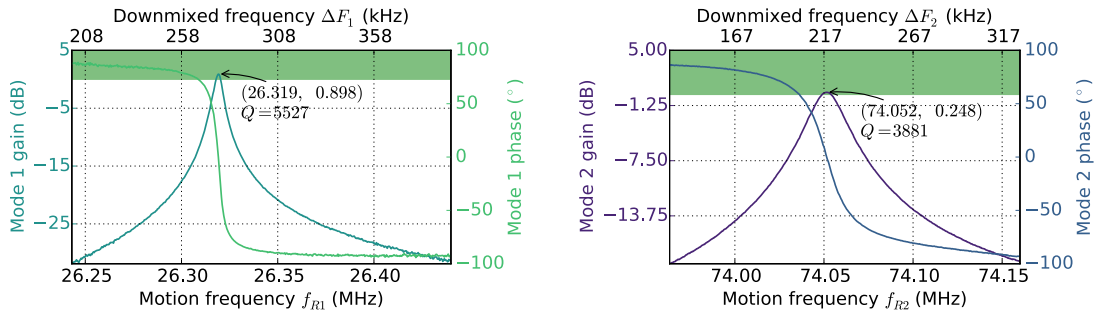 Downmixed frequency ΔF₁ (kHz)
208 258 308 358
5
−5
−15
−25
Mode 1 gain (dB)
(26.319, 0.898)
Q=5527
100
50
0
−50
−100
Mode 1 phase (°)
26.25 26.30 26.35 26.40
Motion frequency f_R1 (MHz)
Downmixed frequency ΔF₂ (kHz)
167 217 267 317
5.00
−1.25
−7.50
−13.75
Mode 2 gain (dB)
(74.052, 0.248)
Q=3881
100
50
0
−50
−100
Mode 2 phase (°)
74.00 74.05 74.10 74.15
Motion frequency f_R2 (MHz)